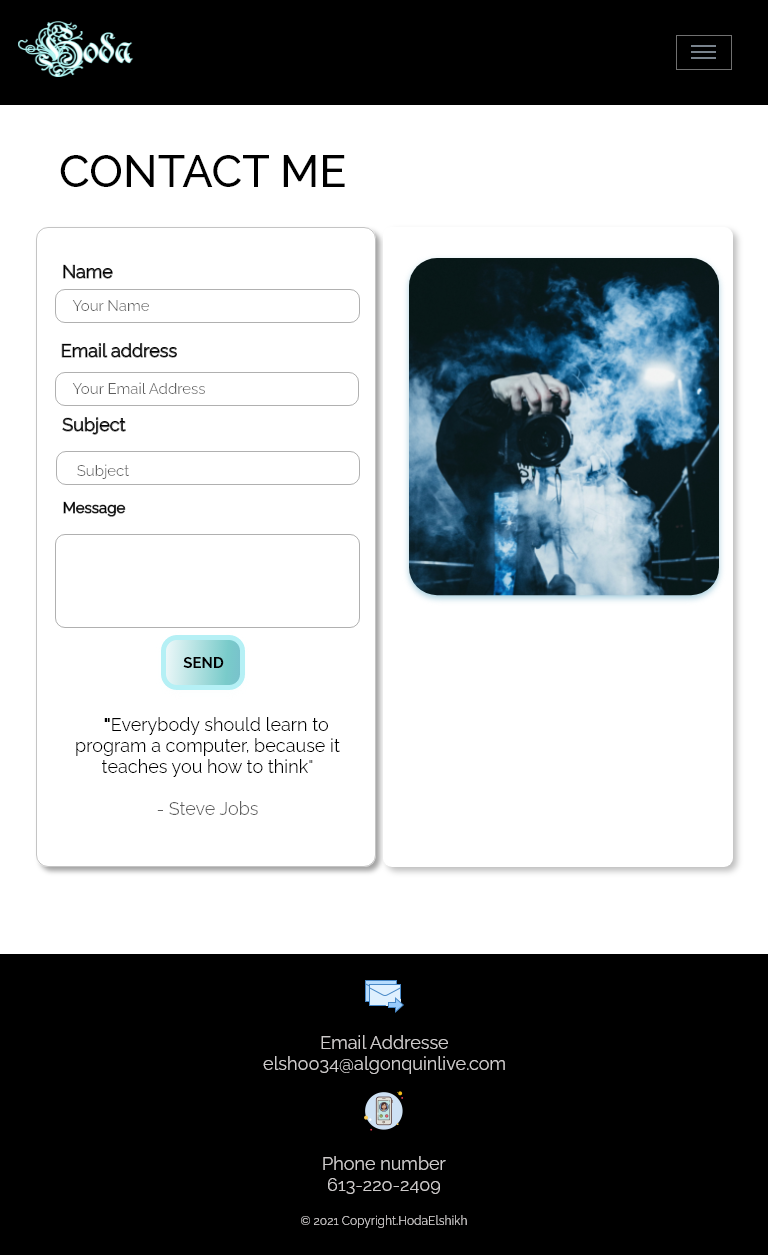 Hoda
CONTACT ME
Name
Your Name
Email address
Your Email Address
Subject
Subject
Message
SEND
"Everybody should learn to
program a computer, because it
teaches you how to think"
- Steve Jobs
Email Addresse
elsh0034@algonquinlive.com
Phone number
613-220-2409
© 2021 Copyright.HodaElshikh